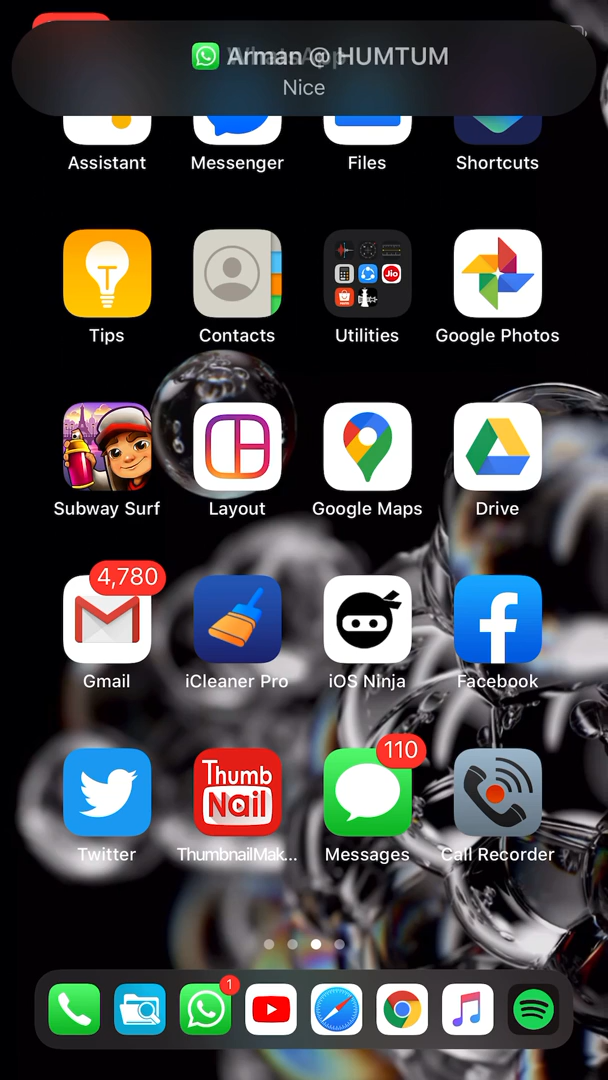 Arman @ HUMTUM
Nice
Assistant Messenger Files Shortcuts
Jio
Tips Contacts Utilities Google Photos
Subway Surf Layout Google Maps Drive
4,780
Gmail iCleaner Pro iOS Ninja Facebook
110
Thumb
Nail
Twitter ThumbnailMak... Messages Call Recorder
1